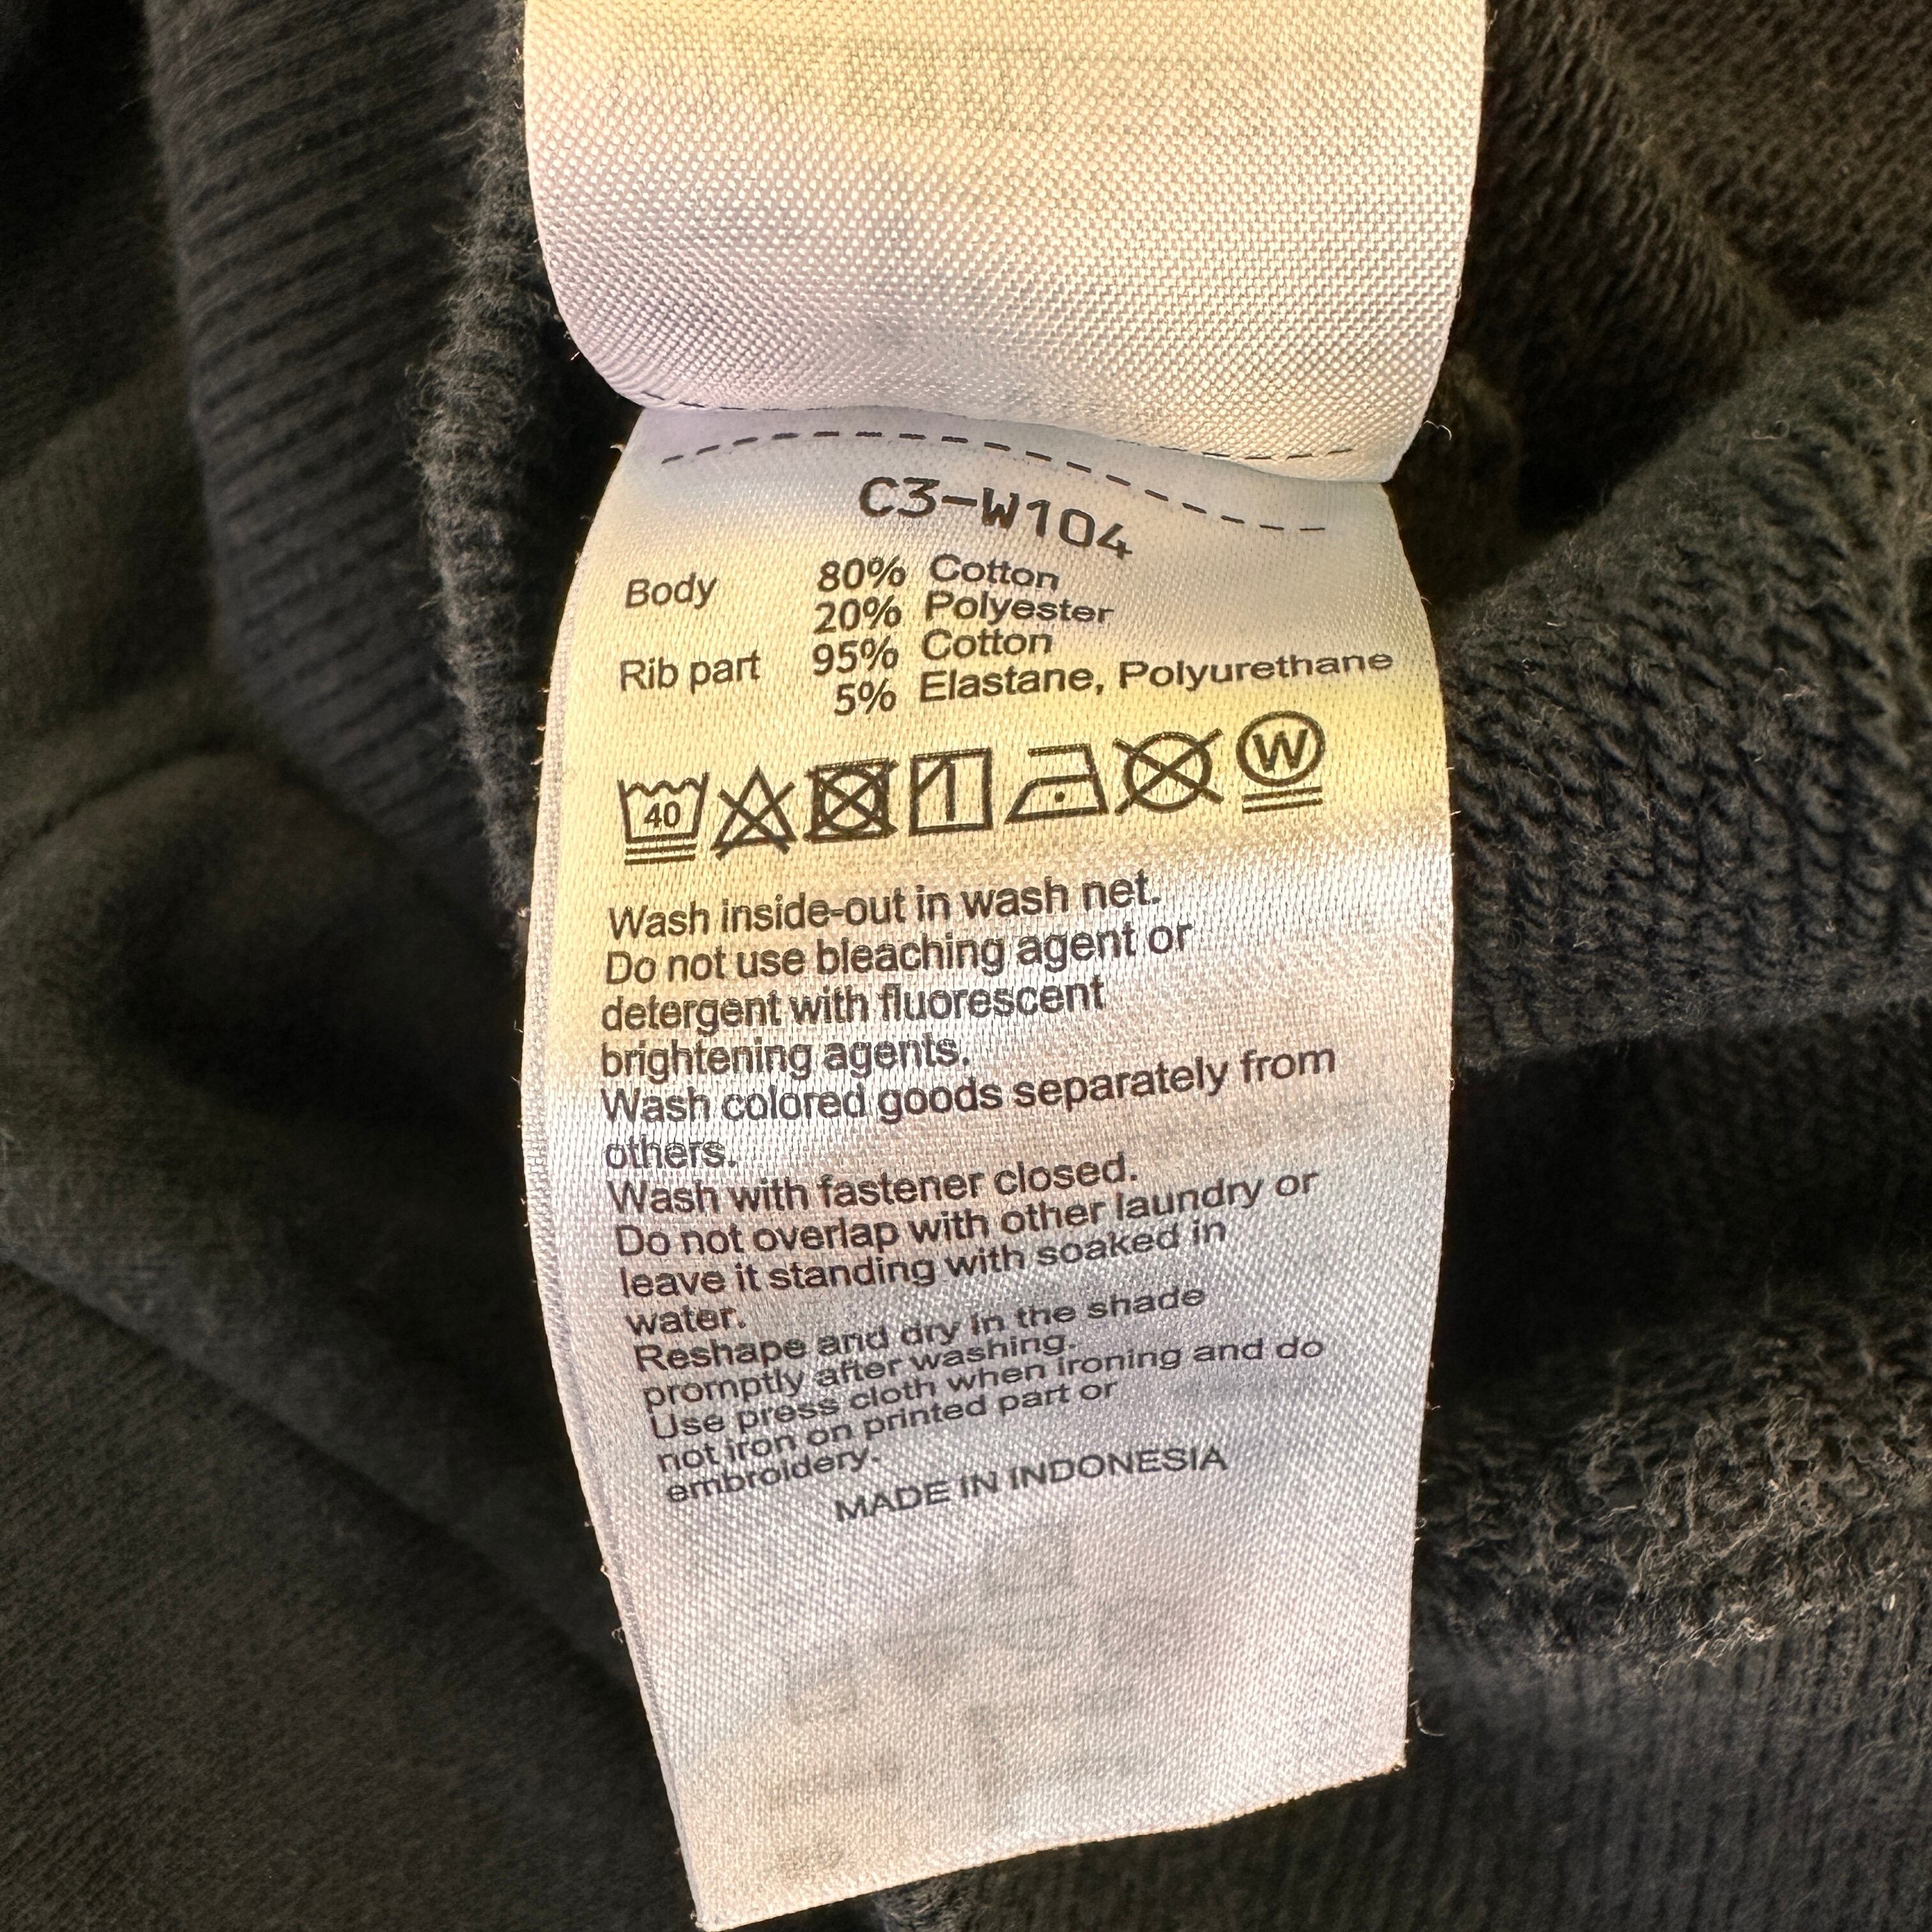 C3-W104
Body 80% Cotton
20% Polyester
Rib part 95% Cotton
5% Elastane, Polyurethane
40 W
Wash inside-out in wash net.
Do not use bleaching agent or
detergent with fluorescent
brightening agents.
Wash colored goods separately from
others.
Wash with fastener closed.
Do not overlap with other laundry or
leave it standing with soaked in
water.
Reshape and dry in the shade
promptly after washing.
Use press cloth when ironing and do
not iron on printed part or
embroidery.
MADE IN INDONESIA